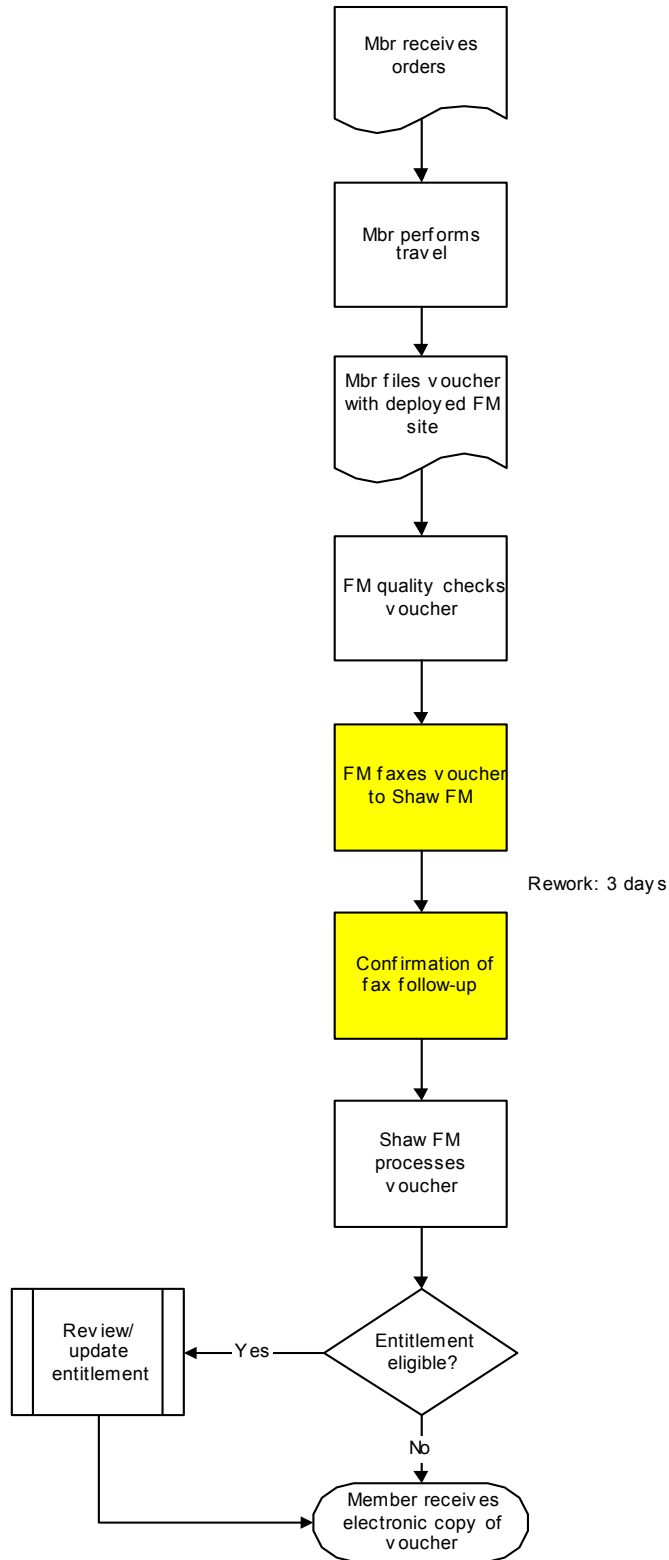 Mbr receives
orders
Mbr performs
travel
Mbr files voucher
with deployed FM
site
FM quality checks
voucher
FM faxes voucher
to Shaw FM
Rework: 3 days
Confirmation of
fax follow-up
Shaw FM
processes
voucher
Entitlement
eligible?
Yes
Review/
update
entitlement
No
Member receives
electronic copy of
voucher